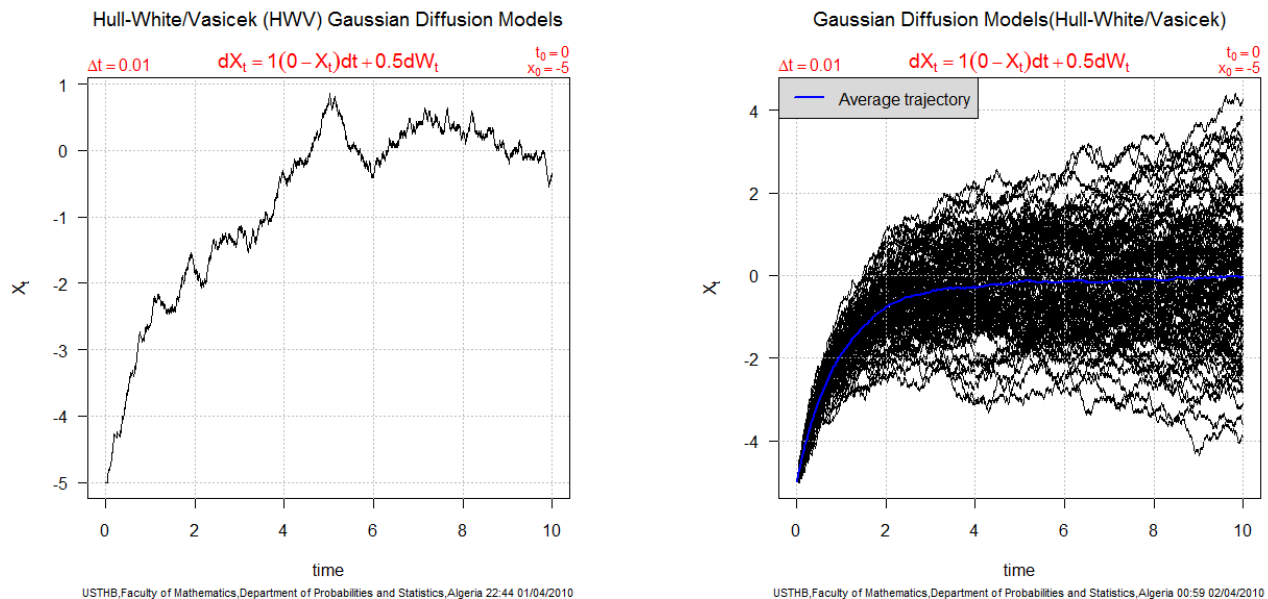 Hull-White/Vasicek (HWV) Gaussian Diffusion Models
Δt = 0.01
dXₜ = 1(0 − Xₜ)dt + 0.5dWₜ
t₀ = 0
x₀ = −5
1
0
-1
-2
-3
-4
-5
Xₜ
0 2 4 6 8 10
time
USTHB,Faculty of Mathematics,Department of Probabilities and Statistics,Algeria 22:44 01/04/2010
Gaussian Diffusion Models(Hull-White/Vasicek)
Δt = 0.01
dXₜ = 1(0 − Xₜ)dt + 0.5dWₜ
t₀ = 0
x₀ = −5
Average trajectory
4
2
0
-2
-4
Xₜ
0 2 4 6 8 10
time
USTHB,Faculty of Mathematics,Department of Probabilities and Statistics,Algeria 00:59 02/04/2010